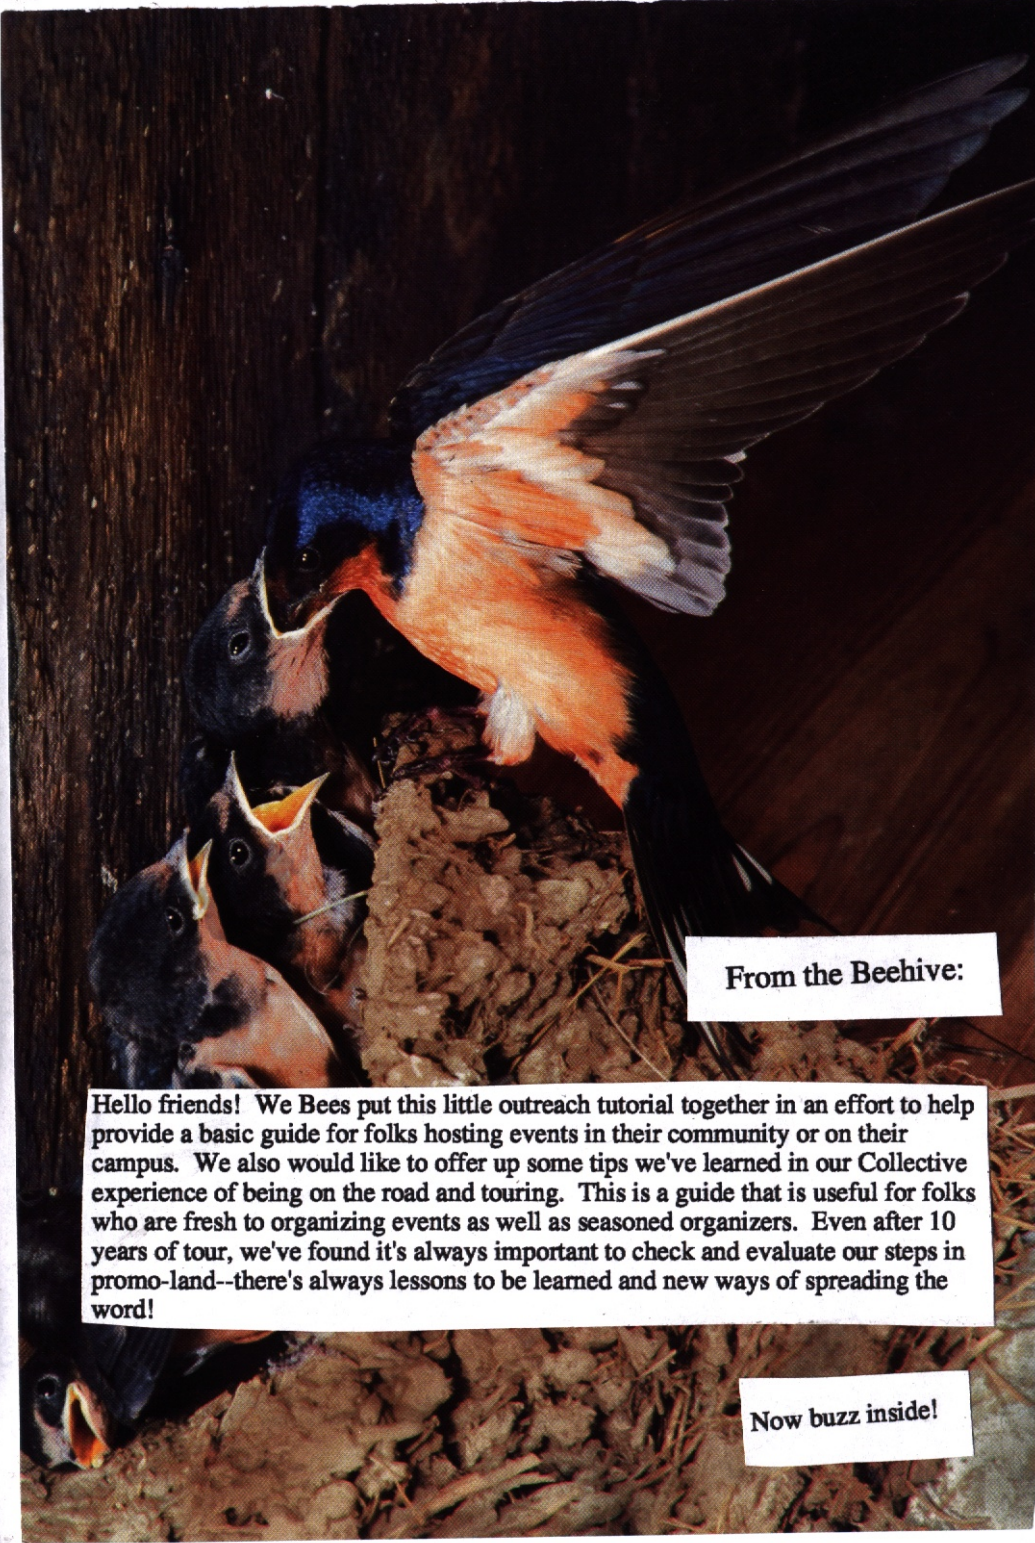 From the Beehive:
Hello friends!  We Bees put this little outreach tutorial together in an effort to help
provide a basic guide for folks hosting events in their community or on their
campus.  We also would like to offer up some tips we've learned in our Collective
experience of being on the road and touring.  This is a guide that is useful for folks
who are fresh to organizing events as well as seasoned organizers.  Even after 10
years of tour, we've found it's always important to check and evaluate our steps in
promo-land--there's always lessons to be learned and new ways of spreading the
word!
Now buzz inside!